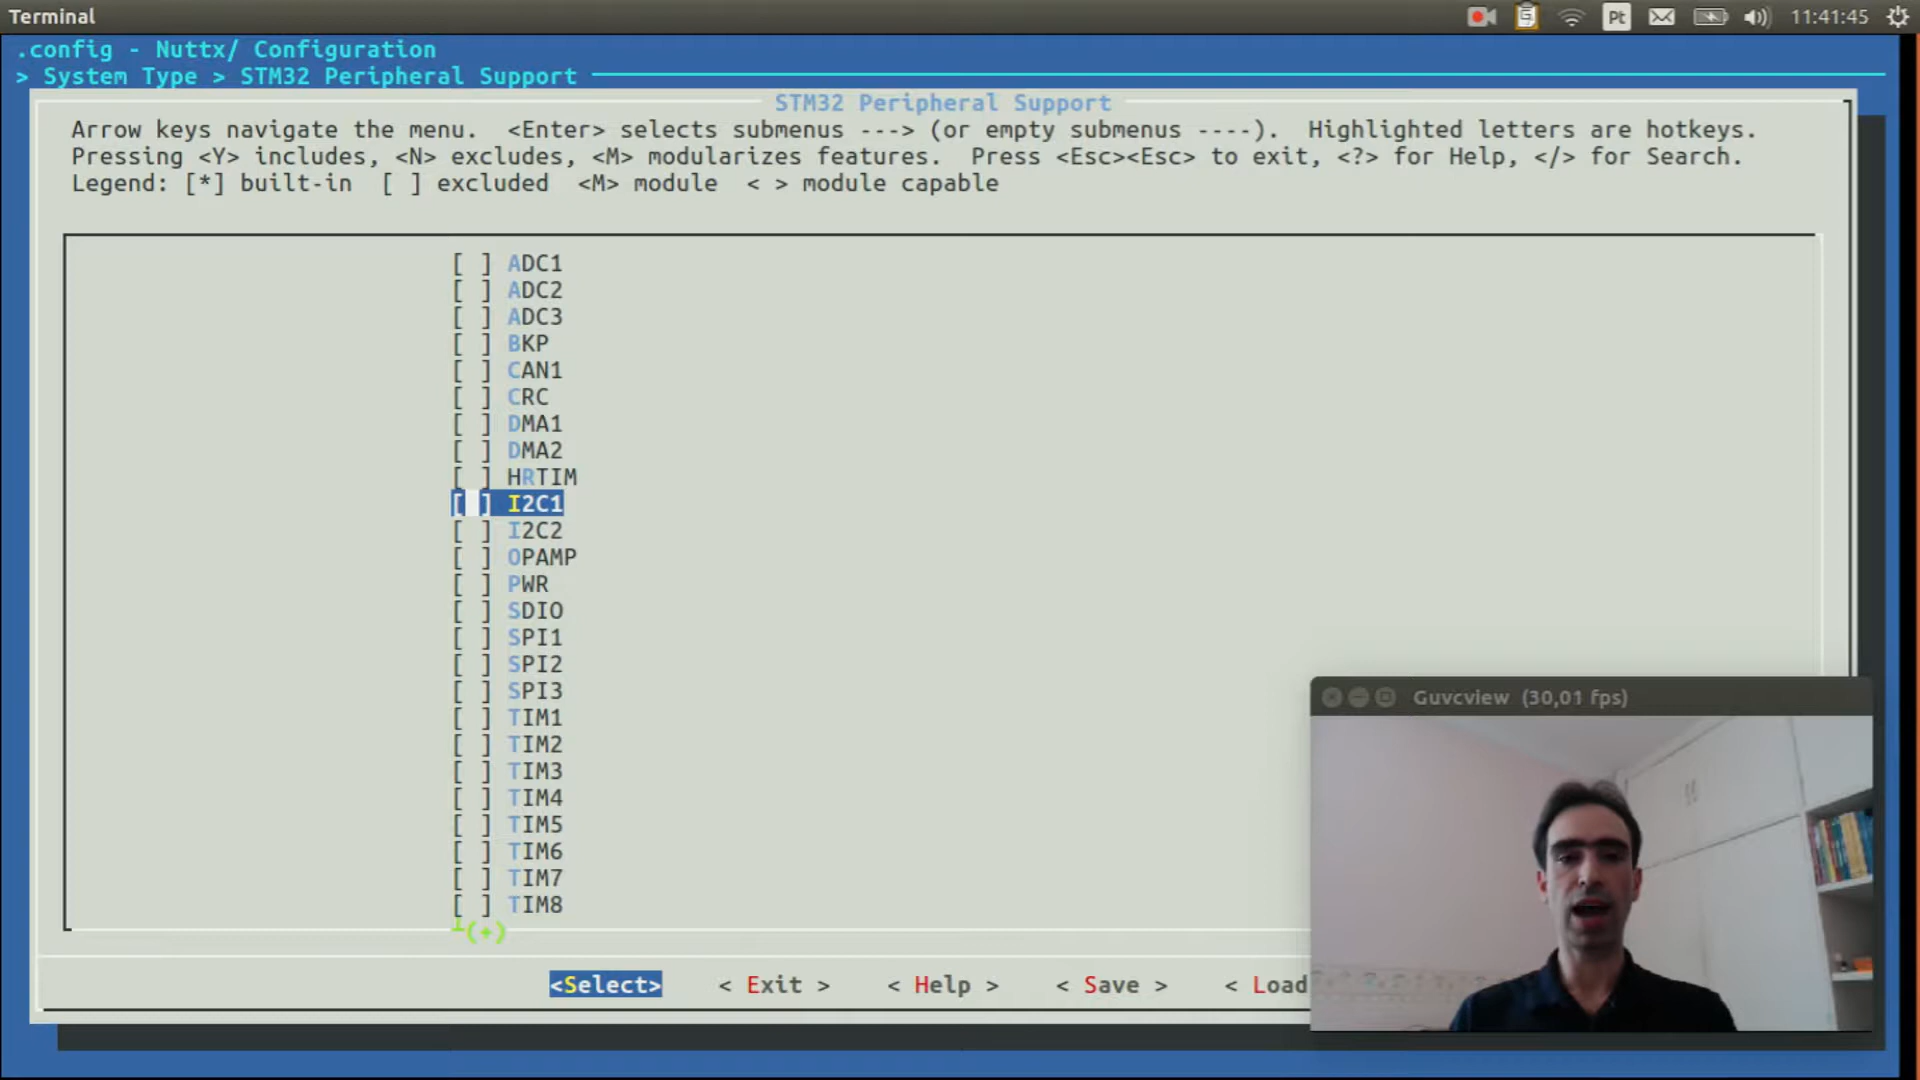 Terminal
Pt
11:41:45
.config - Nuttx/ Configuration
> System Type > STM32 Peripheral Support
STM32 Peripheral Support
Arrow keys navigate the menu. <Enter> selects submenus ---> (or empty submenus ----). Highlighted letters are hotkeys.
Pressing <Y> includes, <N> excludes, <M> modularizes features. Press <Esc><Esc> to exit, <?> for Help, </> for Search.
Legend: [*] built-in [ ] excluded <M> module < > module capable
[ ] ADC1
[ ] ADC2
[ ] ADC3
[ ] BKP
[ ] CAN1
[ ] CRC
[ ] DMA1
[ ] DMA2
[ ] HRTIM
[ ] I2C1
[ ] I2C2
[ ] OPAMP
[ ] PWR
[ ] SDIO
[ ] SPI1
[ ] SPI2
[ ] SPI3
[ ] TIM1
[ ] TIM2
[ ] TIM3
[ ] TIM4
[ ] TIM5
[ ] TIM6
[ ] TIM7
[ ] TIM8
(+)
<Select> < Exit > < Help > < Save > < Load
Guvcview (30,01 fps)